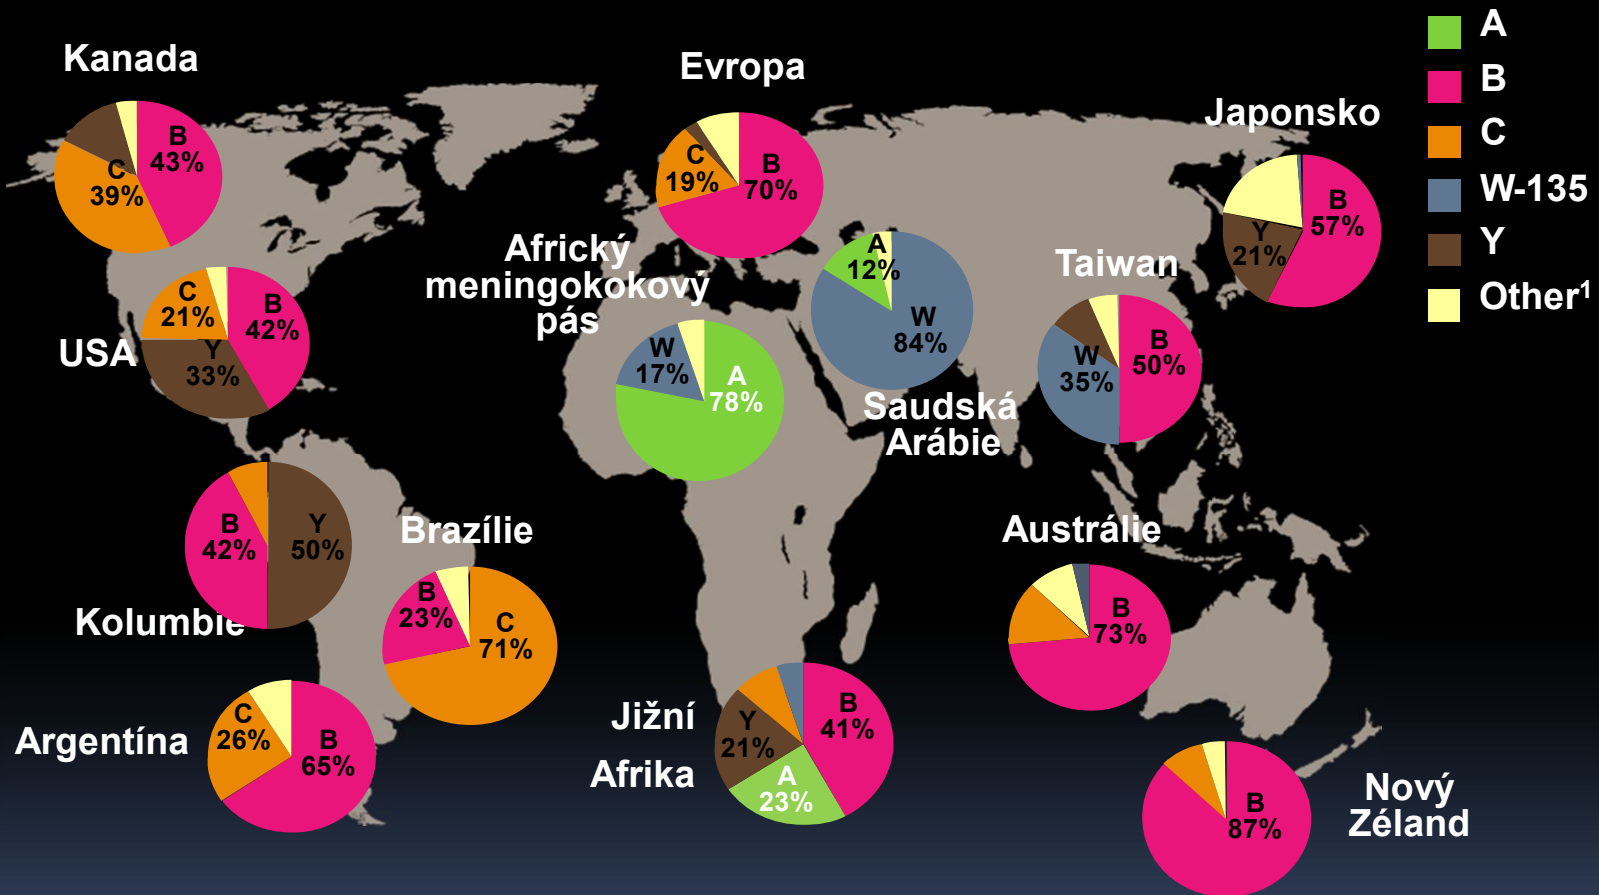 Kanada
B
43%
C
39%
Evropa
B
70%
C
19%
Japonsko
B
57%
Y
21%
A
B
C
W-135
Y
Other¹
USA
C
21%
B
42%
Y
33%
Africký
meningokokový
pás
W
17%
A
78%
A
12%
W
84%
Saudská
Arábie
Taiwan
B
50%
W
35%
B
42%
Y
50%
Kolumbie
Brazílie
B
23%
C
71%
Austrálie
B
73%
Argentína
C
26%
B
65%
Jižní
Afrika
B
41%
Y
21%
A
23%
B
87%
Nový
Zéland